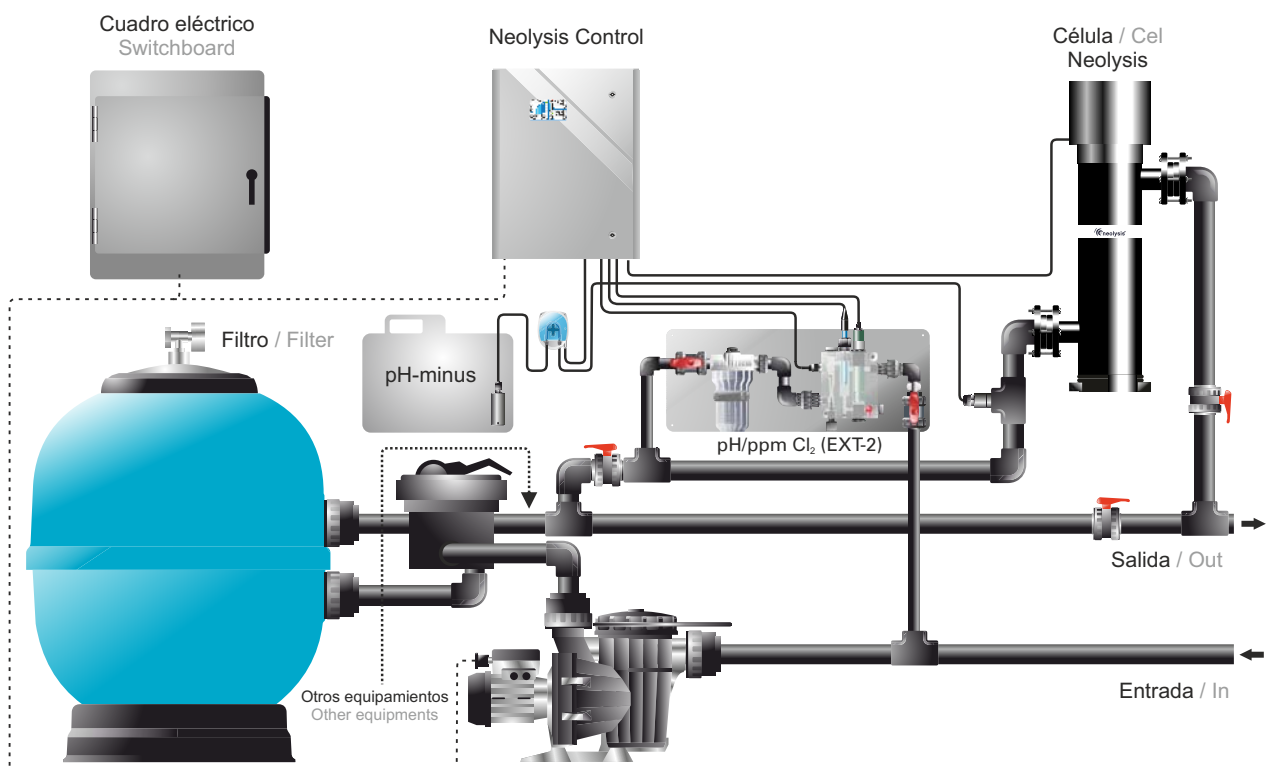 Cuadro eléctrico
Switchboard
Neolysis Control
Célula / Cel
Neolysis
neolysis
Filtro / Filter
pH-minus
pH/ppm Cl₂ (EXT-2)
Salida / Out
Otros equipamientos
Other equipments
Entrada / In